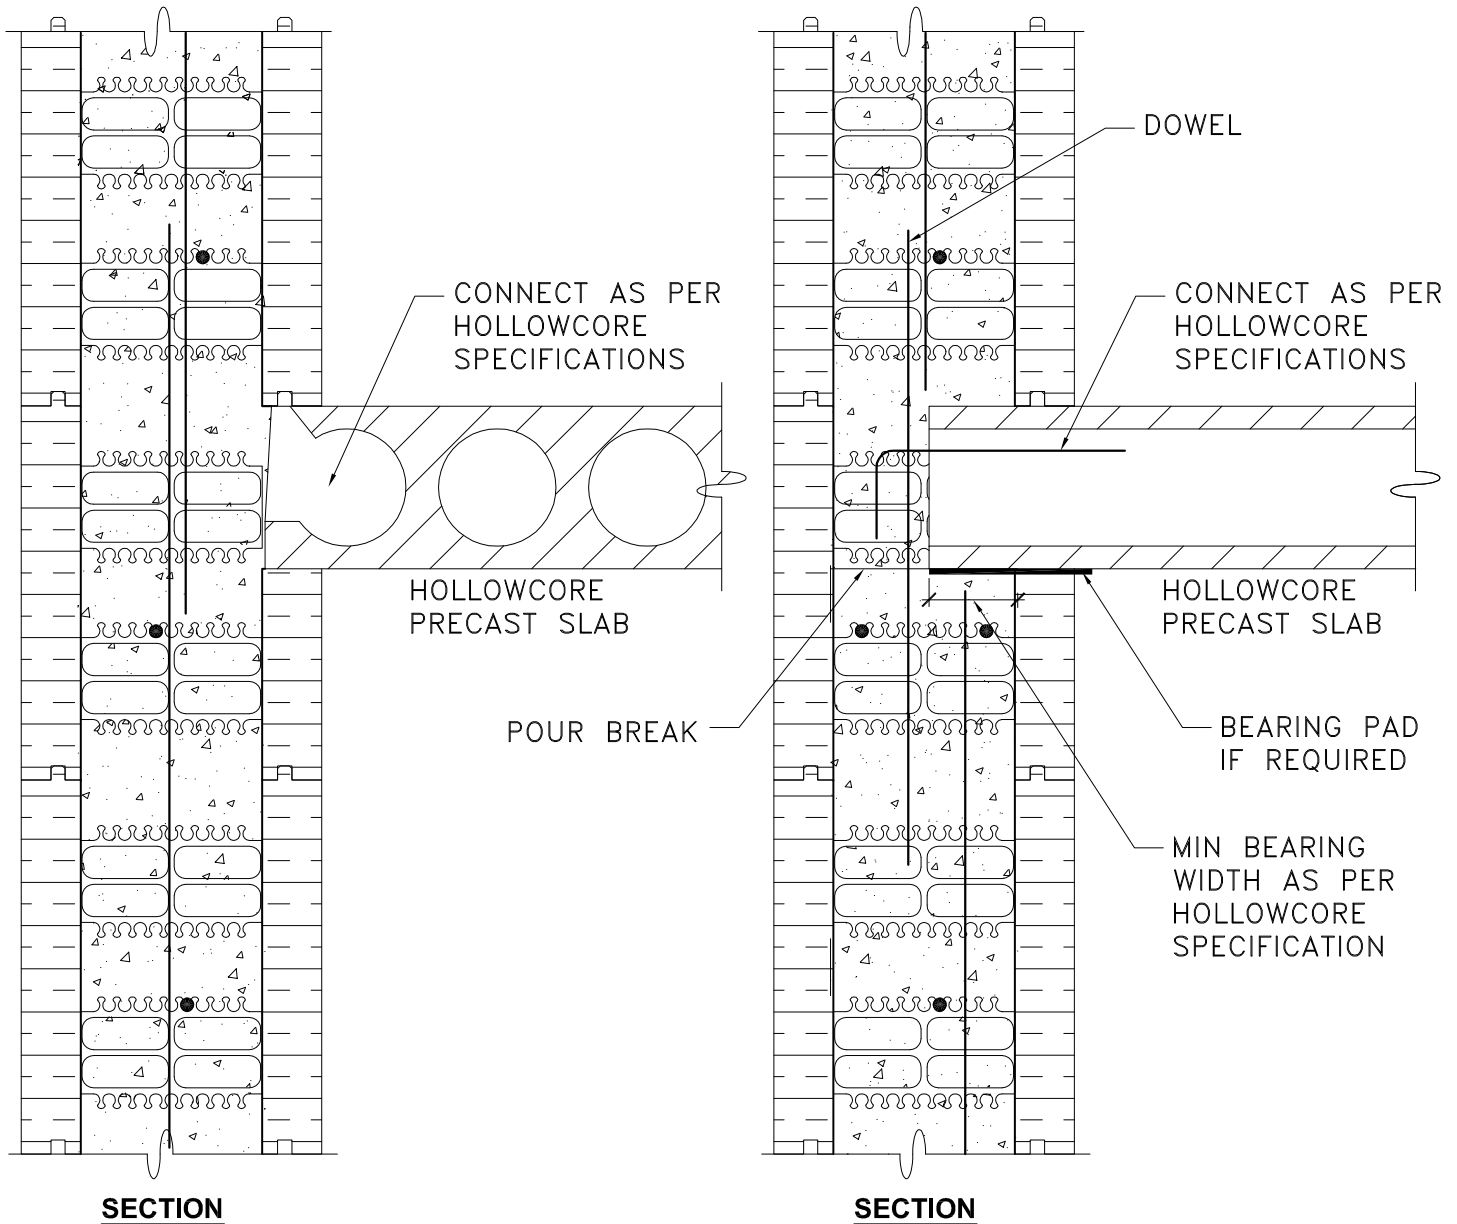 CONNECT AS PER
HOLLOWCORE
SPECIFICATIONS
HOLLOWCORE
PRECAST SLAB
SECTION
DOWEL
CONNECT AS PER
HOLLOWCORE
SPECIFICATIONS
HOLLOWCORE
PRECAST SLAB
POUR BREAK
BEARING PAD
IF REQUIRED
MIN BEARING
WIDTH AS PER
HOLLOWCORE
SPECIFICATION
SECTION